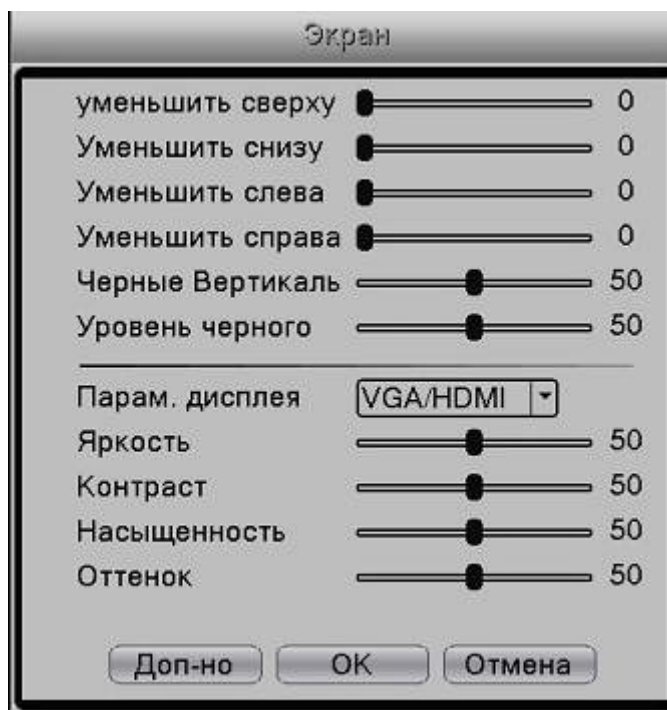 Экран
уменьшить сверху 0
Уменьшить снизу 0
Уменьшить слева 0
Уменьшить справа 0
Черные Вертикаль 50
Уровень черного 50
Парам. дисплея VGA/HDMI
Яркость 50
Контраст 50
Насыщенность 50
Оттенок 50
Доп-но OK Отмена